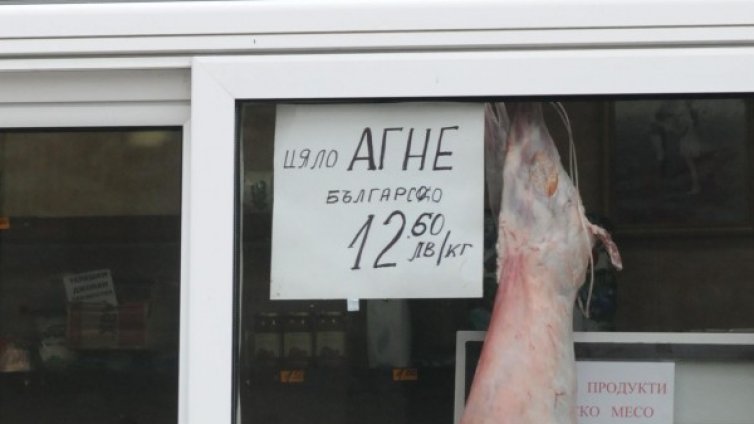 ЦЯЛО АГНЕ
БЪЛГАРСКО
12.60
ЛВ/КГ
ПРОДУКТИ
МЕСО